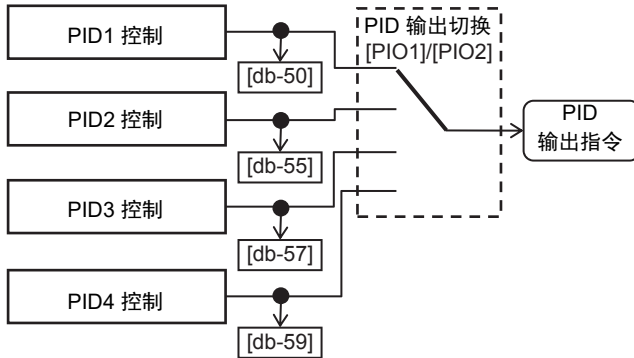 PID1 控制
[db-50]
PID2 控制
[db-55]
PID3 控制
[db-57]
PID4 控制
[db-59]
PID 输出切换
[PIO1]/[PIO2]
PID
输出指令